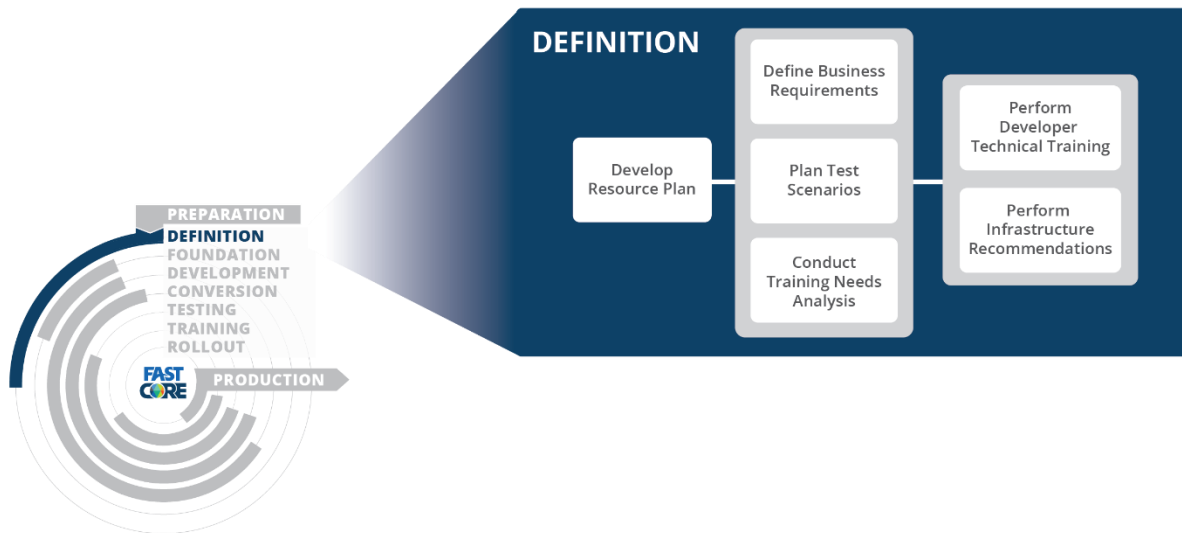 DEFINITION
Define Business
Requirements
Perform
Developer
Technical Training
Develop
Resource Plan
Plan Test
Scenarios
Perform
Infrastructure
Recommendations
Conduct
Training Needs
Analysis
PREPARATION
DEFINITION
FOUNDATION
DEVELOPMENT
CONVERSION
TESTING
TRAINING
ROLLOUT
FAST
CORE
PRODUCTION